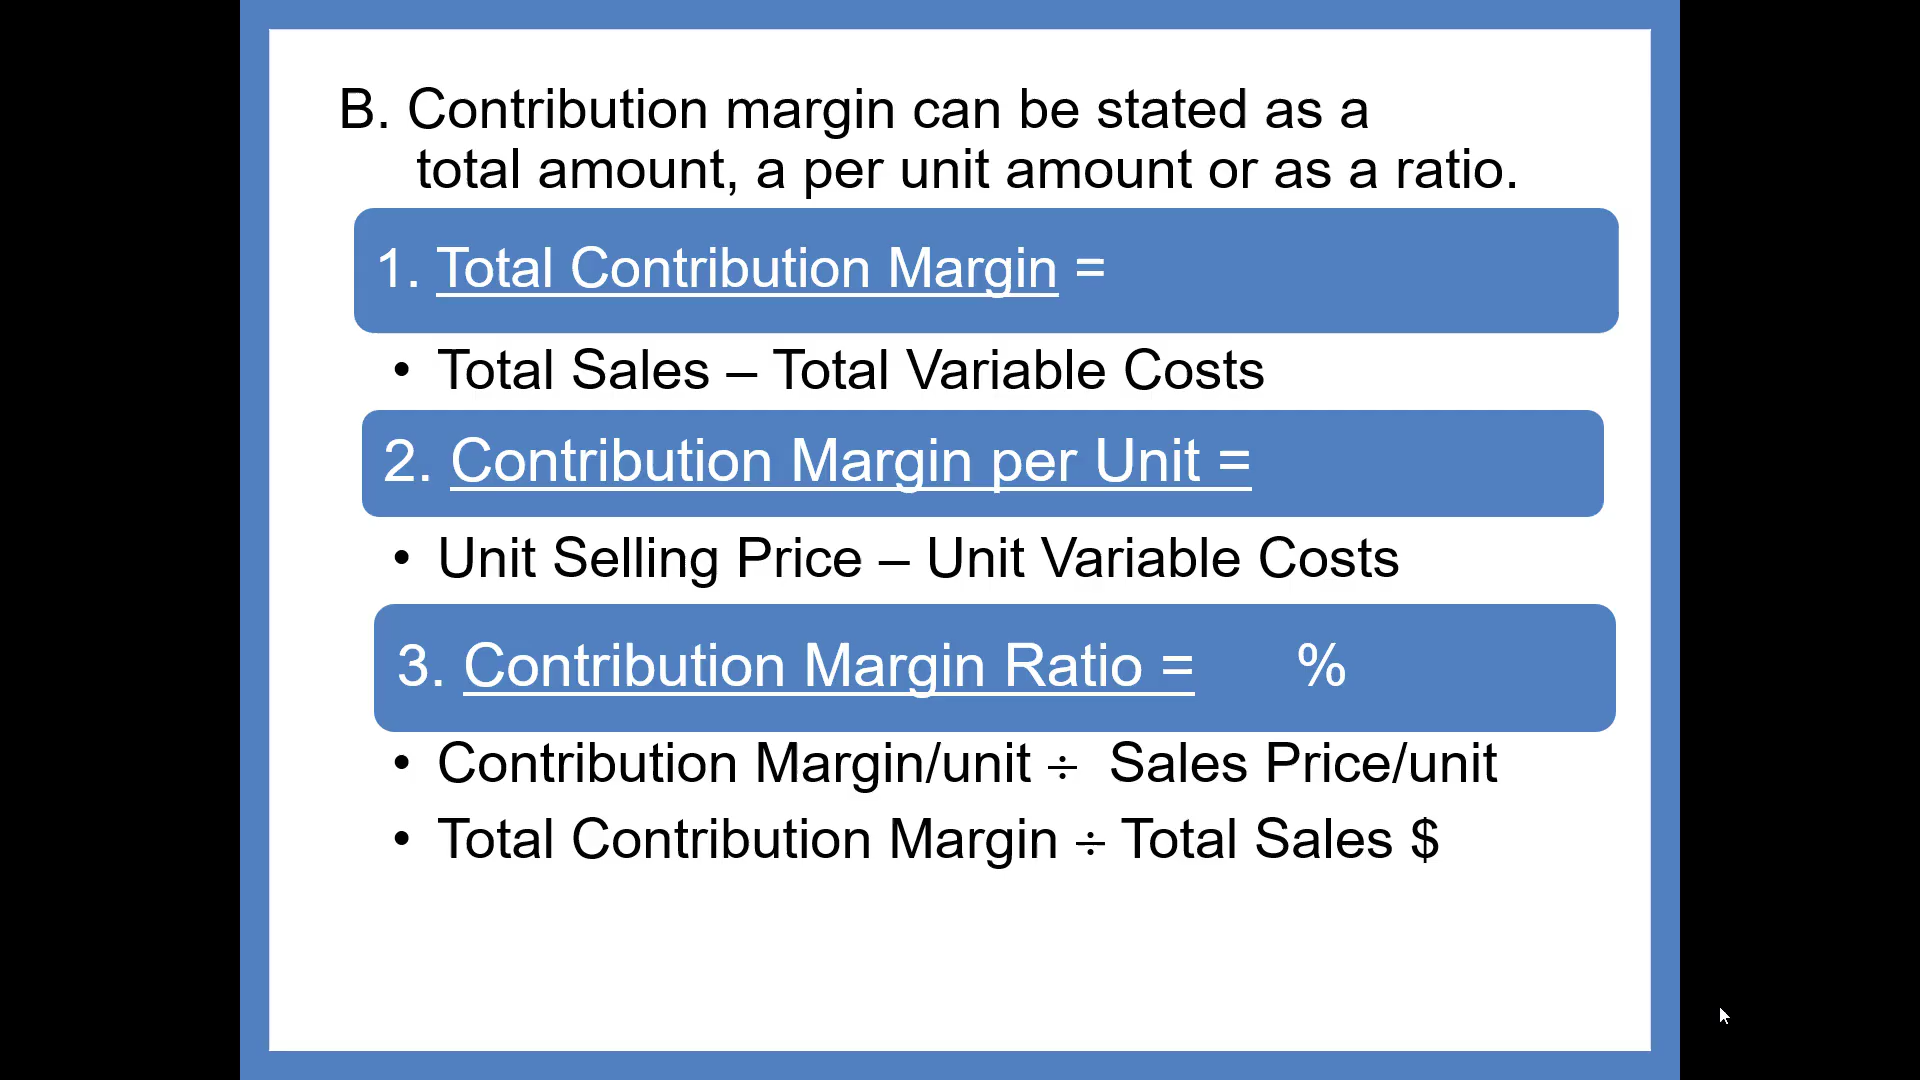 B. Contribution margin can be stated as a
total amount, a per unit amount or as a ratio.
1. Total Contribution Margin =
• Total Sales – Total Variable Costs
2. Contribution Margin per Unit =
• Unit Selling Price – Unit Variable Costs
3. Contribution Margin Ratio = %
• Contribution Margin/unit ÷ Sales Price/unit
• Total Contribution Margin ÷ Total Sales $